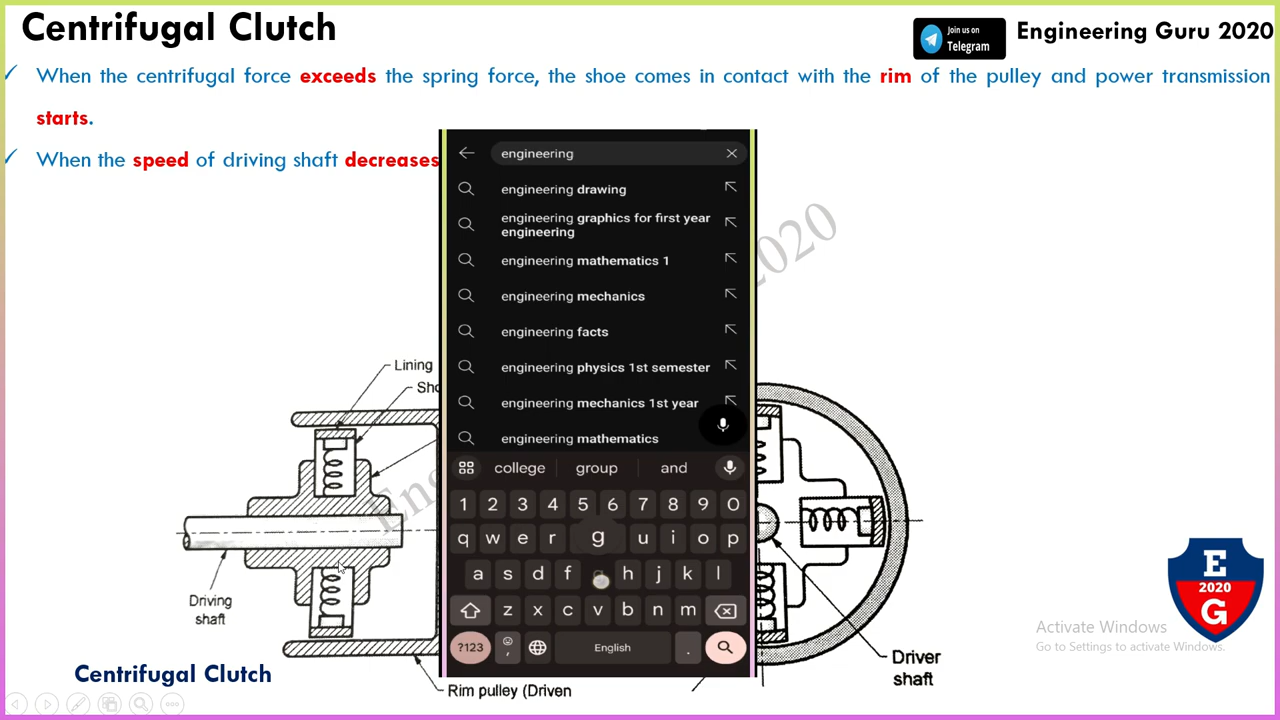 Centrifugal Clutch
Join us on
Telegram
Engineering Guru 2020
When the centrifugal force exceeds the spring force, the shoe comes in contact with the rim of the pulley and power transmission
starts.
When the speed of driving shaft decreases
engineering
engineering drawing
engineering graphics for first year
engineering
engineering mathematics 1
engineering mechanics
engineering facts
engineering physics 1st semester
engineering mechanics 1st year
engineering mathematics
college group and
1 2 3 4 5 6 7 8 9 0
q w e r g u i o p
a s d f g h j k l
z x c v b n m
?123 , English .
Lining
Sho
Driving
shaft
Rim pulley (Driven
Driver
shaft
Centrifugal Clutch
2020
E
2020
G
Activate Windows
Go to Settings to activate Windows.